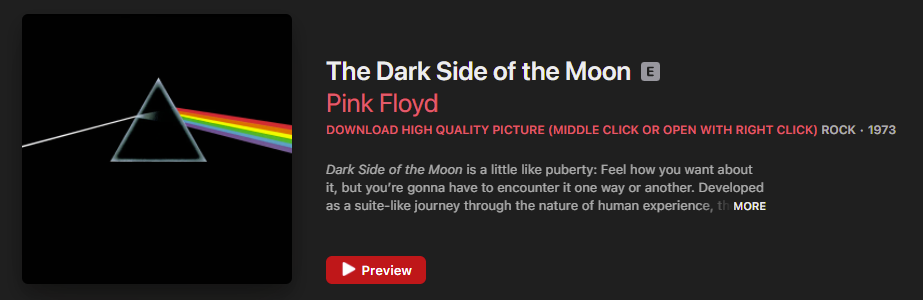 The Dark Side of the Moon E
Pink Floyd
DOWNLOAD HIGH QUALITY PICTURE (MIDDLE CLICK OR OPEN WITH RIGHT CLICK) ROCK · 1973
Dark Side of the Moon is a little like puberty: Feel how you want about
it, but you’re gonna have to encounter it one way or another. Developed
as a suite-like journey through the nature of human experience, MORE
Preview